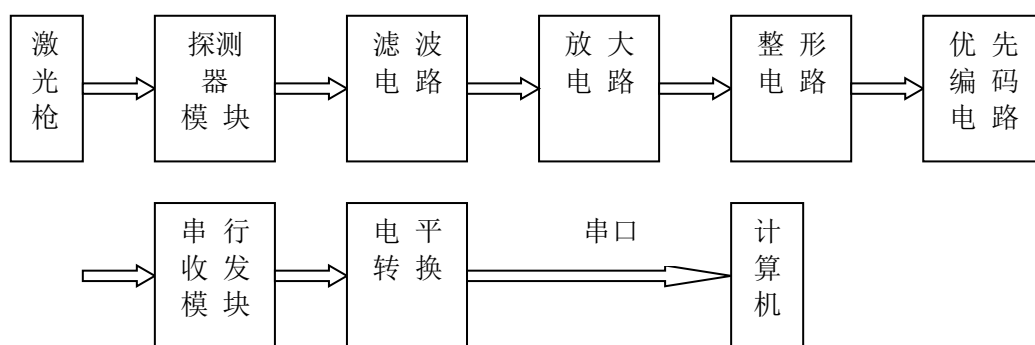 激光枪
探测器模块
滤波电路
放大电路
整形电路
优先编码电路
串行收发模块
电平转换
串口
计算机